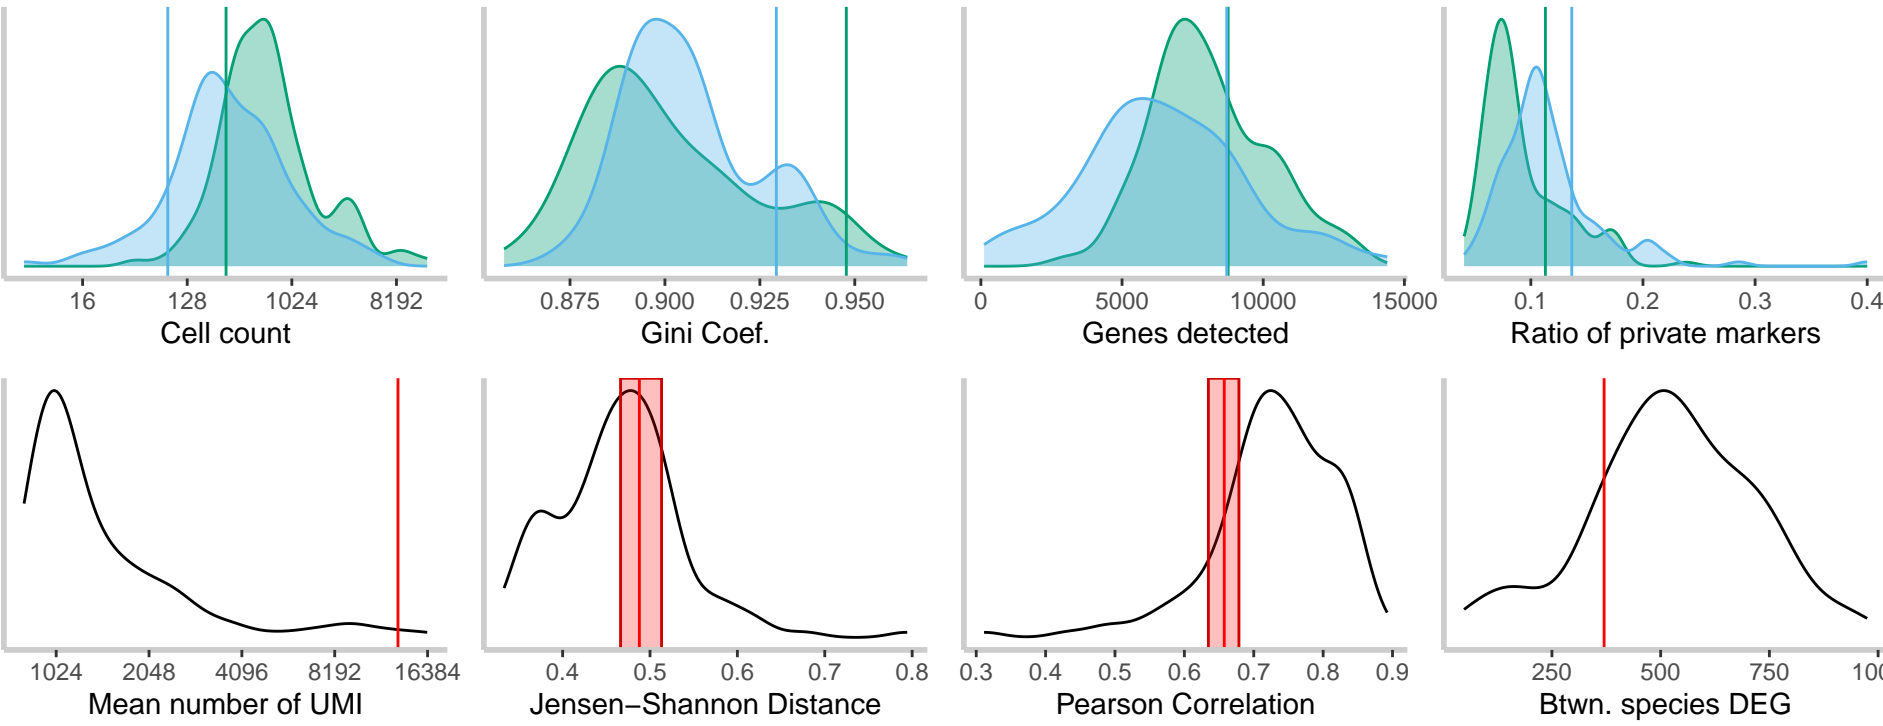 16 128 1024 8192
Cell count
0.875 0.900 0.925 0.950
Gini Coef.
0 5000 10000 15000
Genes detected
0.1 0.2 0.3 0.4
Ratio of private markers
1024 2048 4096 8192 16384
Mean number of UMI
0.4 0.5 0.6 0.7 0.8
Jensen−Shannon Distance
0.3 0.4 0.5 0.6 0.7 0.8 0.9
Pearson Correlation
250 500 750 100
Btwn. species DEG